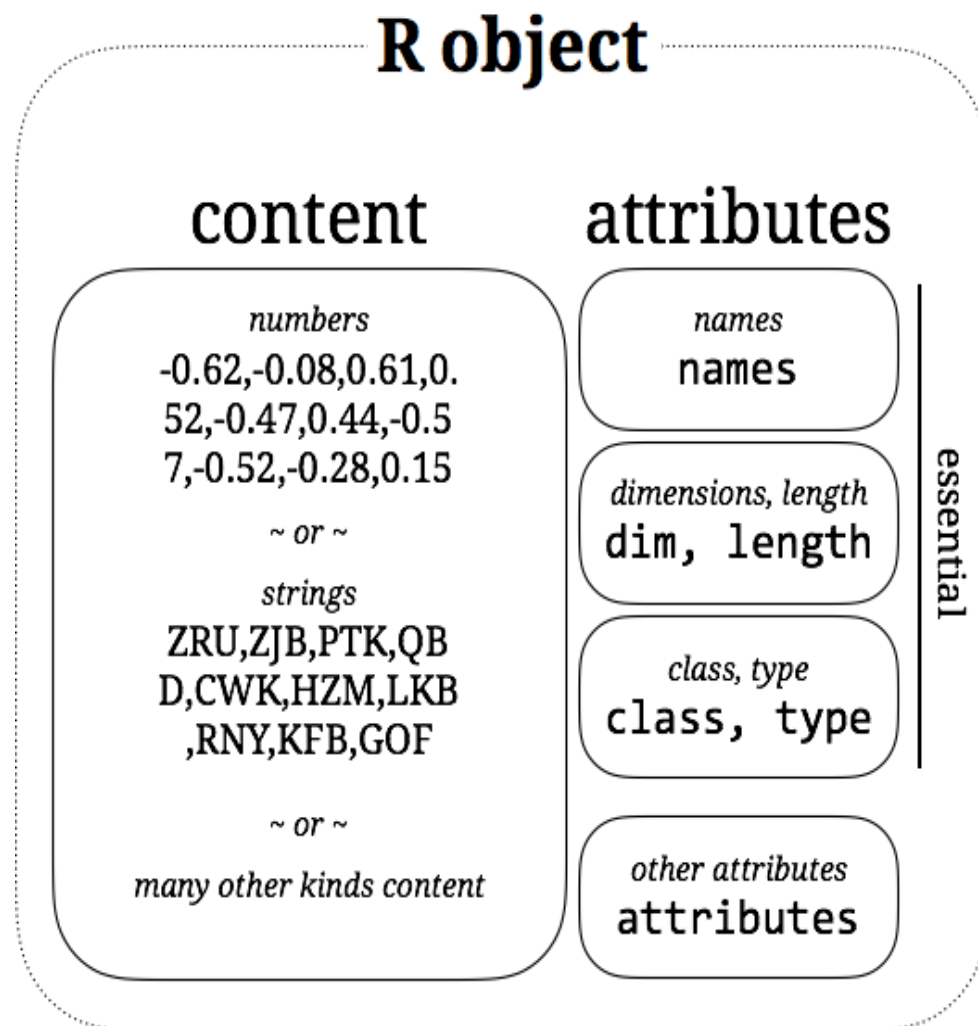 R object
content
numbers
-0.62,-0.08,0.61,0.
52,-0.47,0.44,-0.5
7,-0.52,-0.28,0.15
~ or ~
strings
ZRU,ZJB,PTK,QB
D,CWK,HZM,LKB
,RNY,KFB,GOF
~ or ~
many other kinds content
attributes
names
names
dimensions, length
dim, length
class, type
class, type
other attributes
attributes
essential